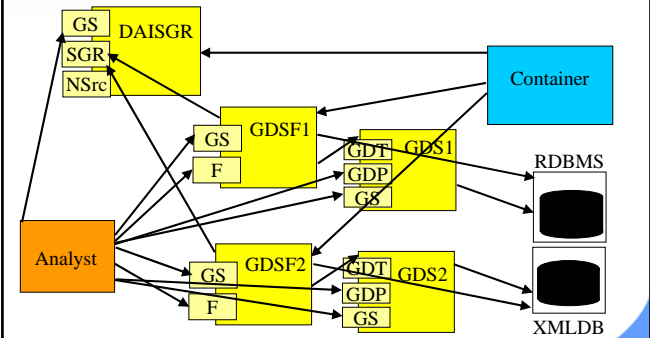 GS
DAISGR
SGR
NSrc
Container
GS
GDSF1
F
GDT
GDS1
GDP
GS
RDBMS
Analyst
GS
GDSF2
F
GDT
GDS2
GDP
GS
XMLDB